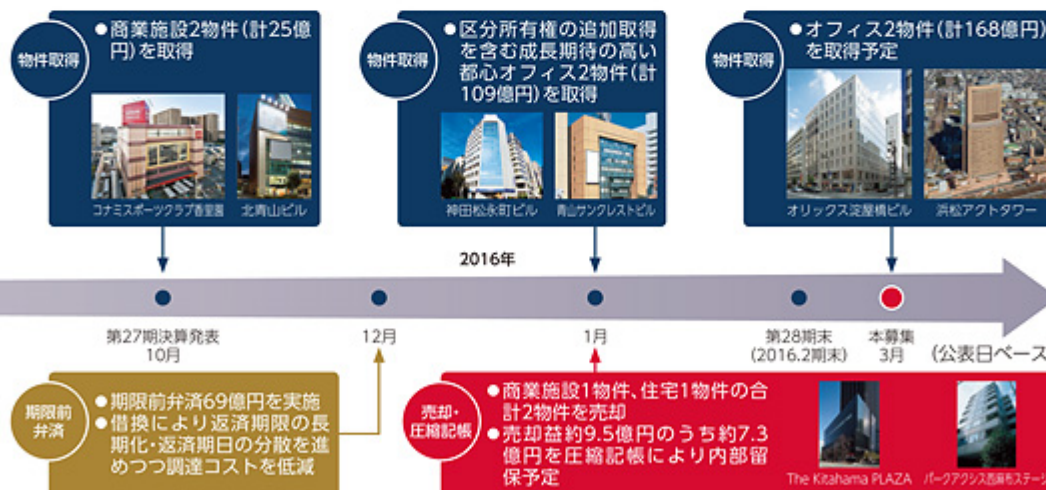 物件取得
●商業施設2物件(計25億
円)を取得
コナミスポーツクラブ香里園
北青山ビル
物件取得
●区分所有権の追加取得
を含む成長期待の高い
都心オフィス2物件(計
109億円)を取得
神田松永町ビル
青山サンクレストビル
物件取得
●オフィス2物件(計168億円)
を取得予定
オリックス淀屋橋ビル
浜松アクトタワー
2016年
第27期決算発表
10月
12月
1月
第28期末
(2016.2期末)
本募集
3月
(公表日ベース
期限前
弁済
●期限前弁済69億円を実施
●借換により返済期限の長
期化・返済期日の分散を進
めつつ調達コストを低減
売却・
圧縮記帳
●商業施設1物件、住宅1物件の合
計2物件を売却
●売却益約9.5億円のうち約7.3
億円を圧縮記帳により内部留
保予定
The Kitahama PLAZA
パークアクシス西麻布ステージ